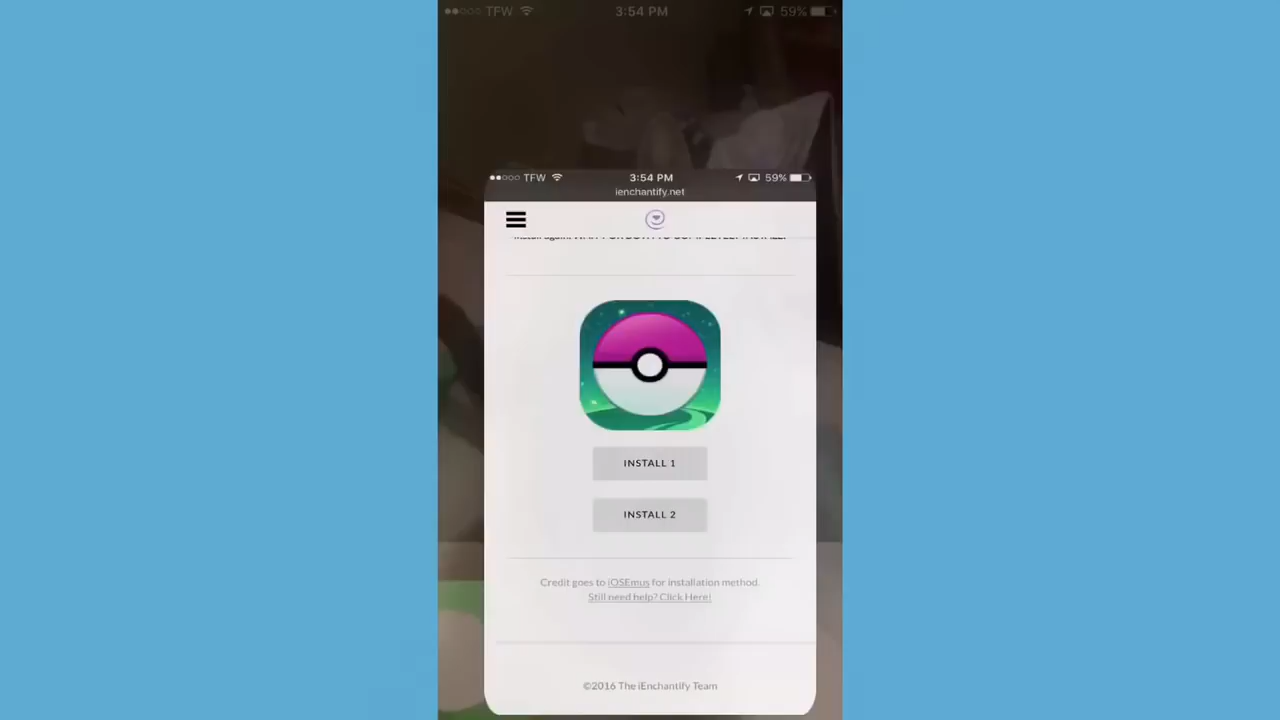 TFW 3:54 PM 59%
TFW 3:54 PM 59%
ienchantify.net
INSTALL 1
INSTALL 2
Credit goes to iOSEmus for installation method.
Still need help? Click Here!
©2016 The iEnchantify Team